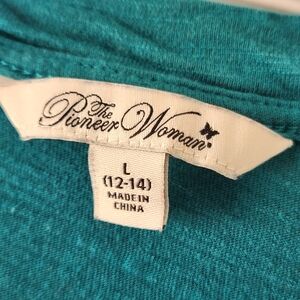 The
Pioneer Woman
L
(12-14)
MADE IN
CHINA